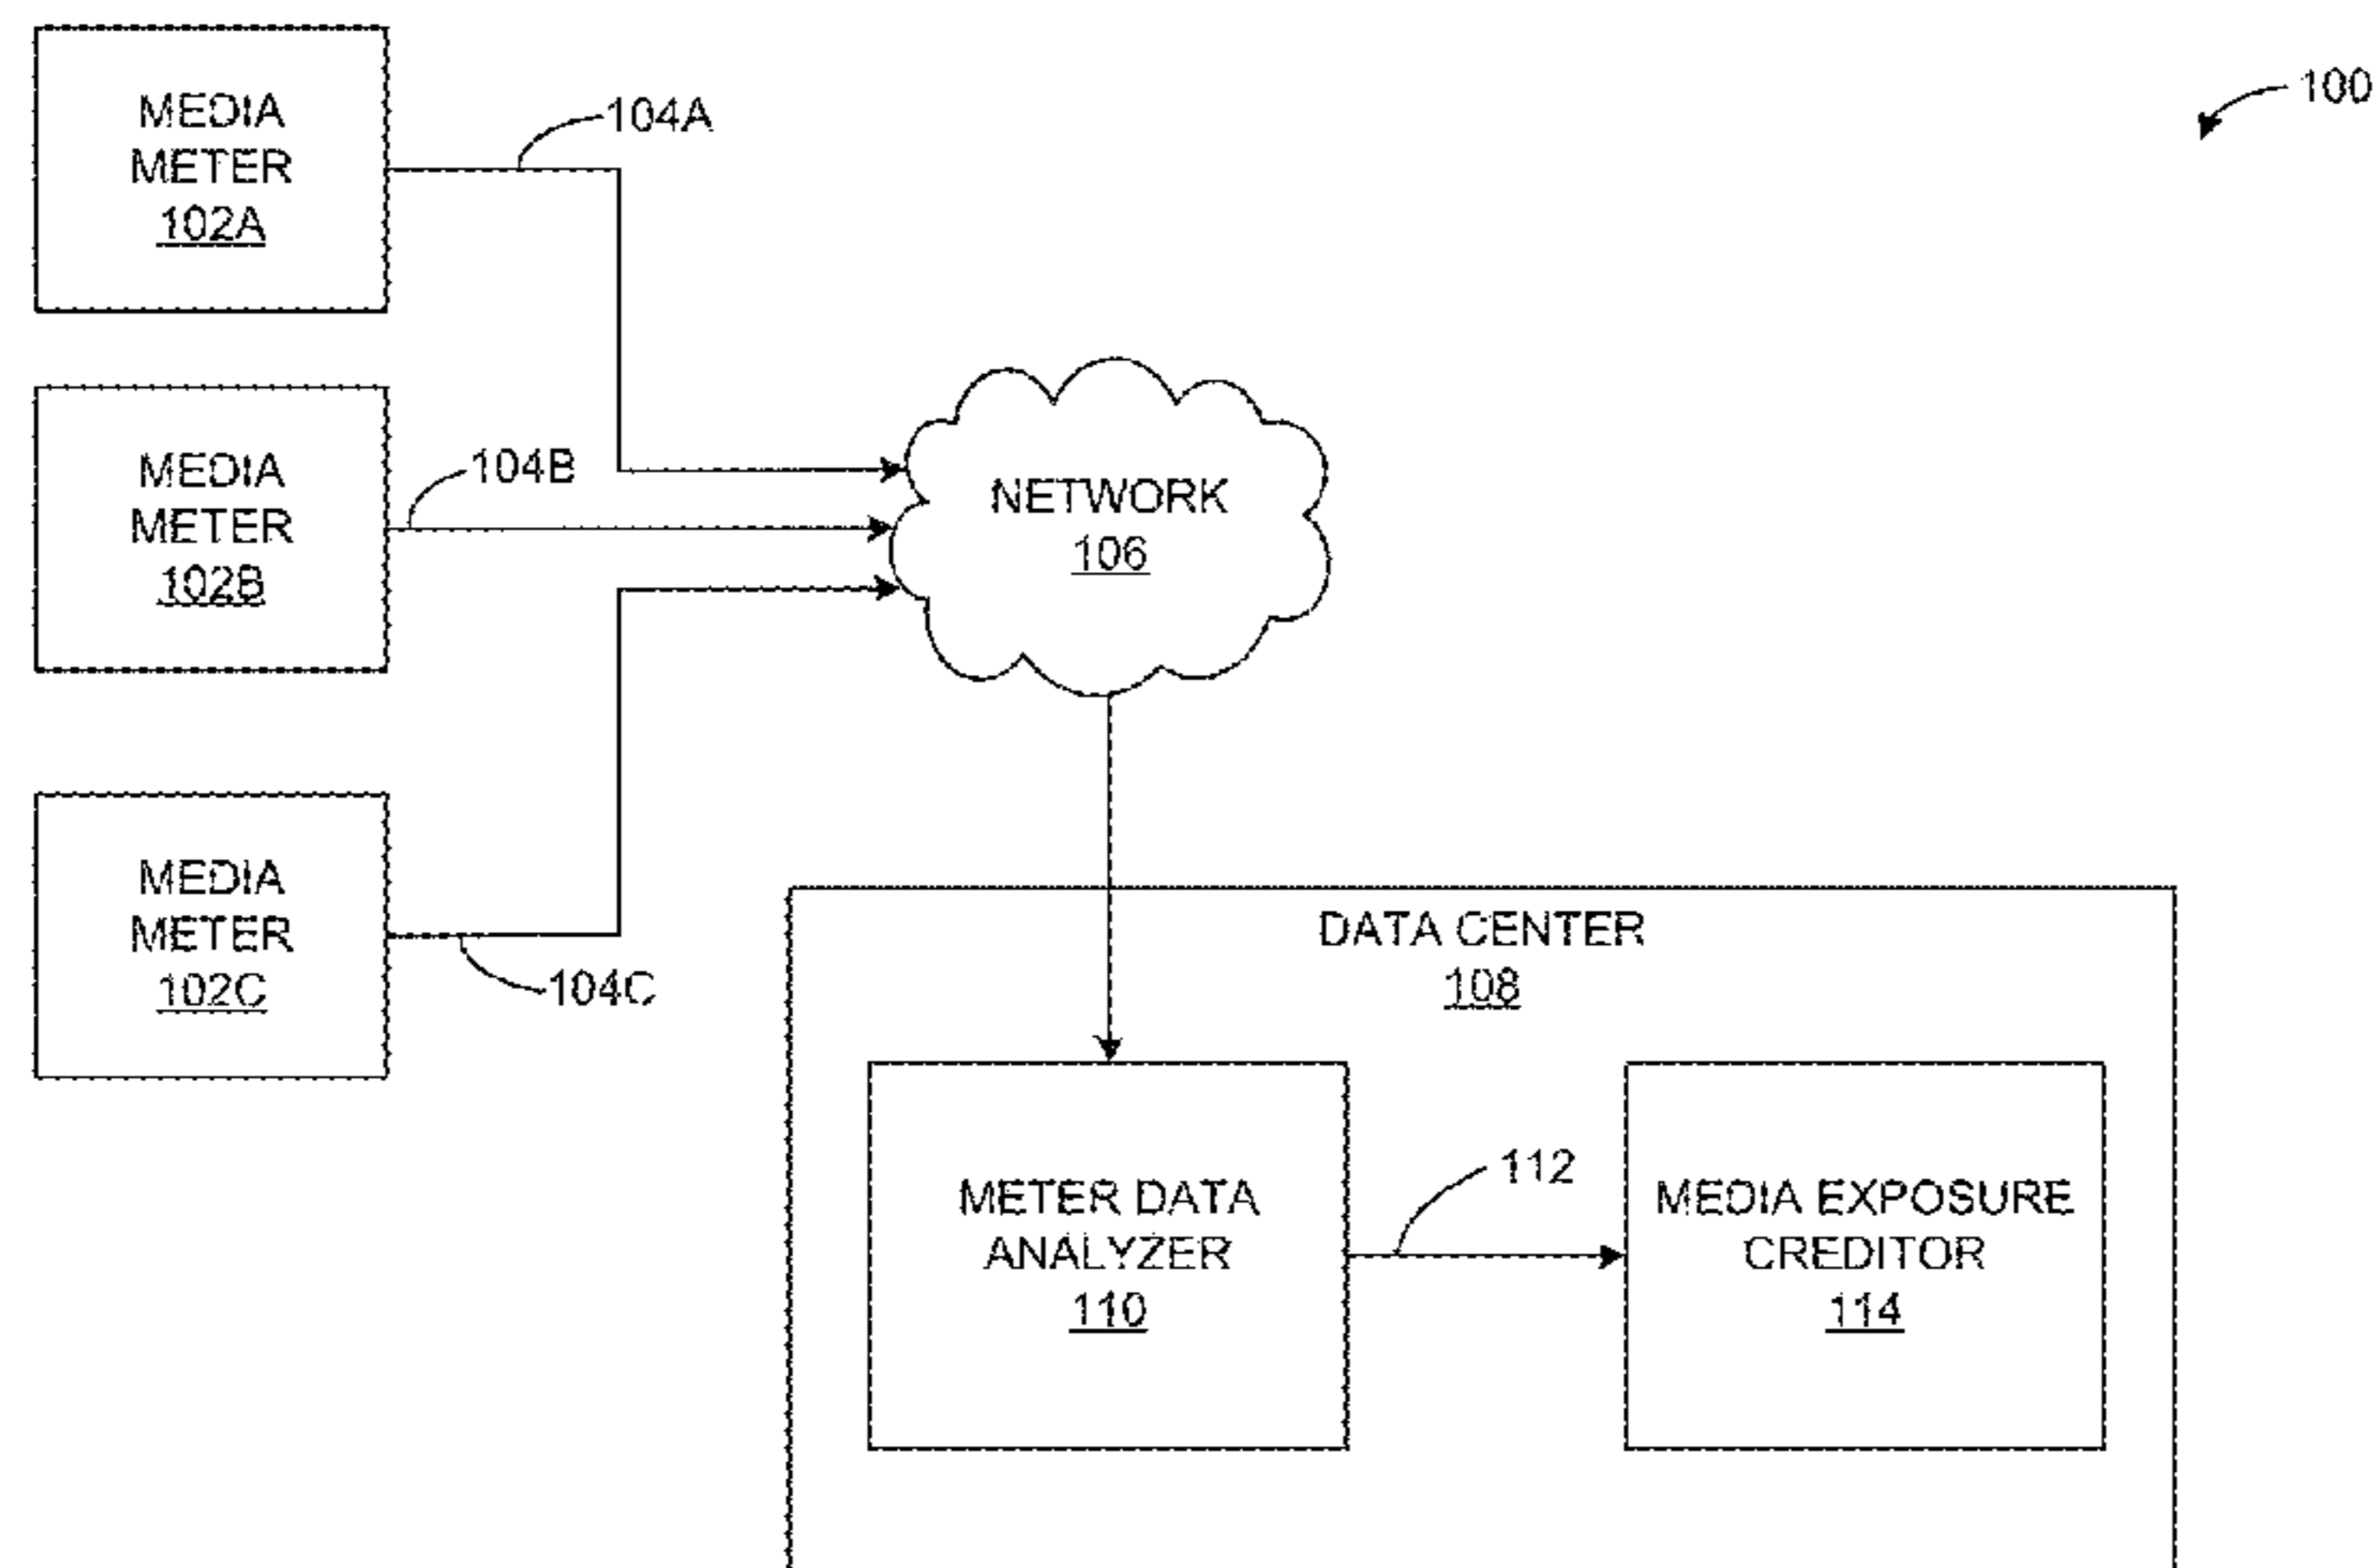 100
MEDIA
METER
102A
104A
MEDIA
METER
102B
104B
NETWORK
106
MEDIA
METER
102C
104C
DATA CENTER
108
METER DATA
ANALYZER
110
112
MEDIA EXPOSURE
CREDITOR
114